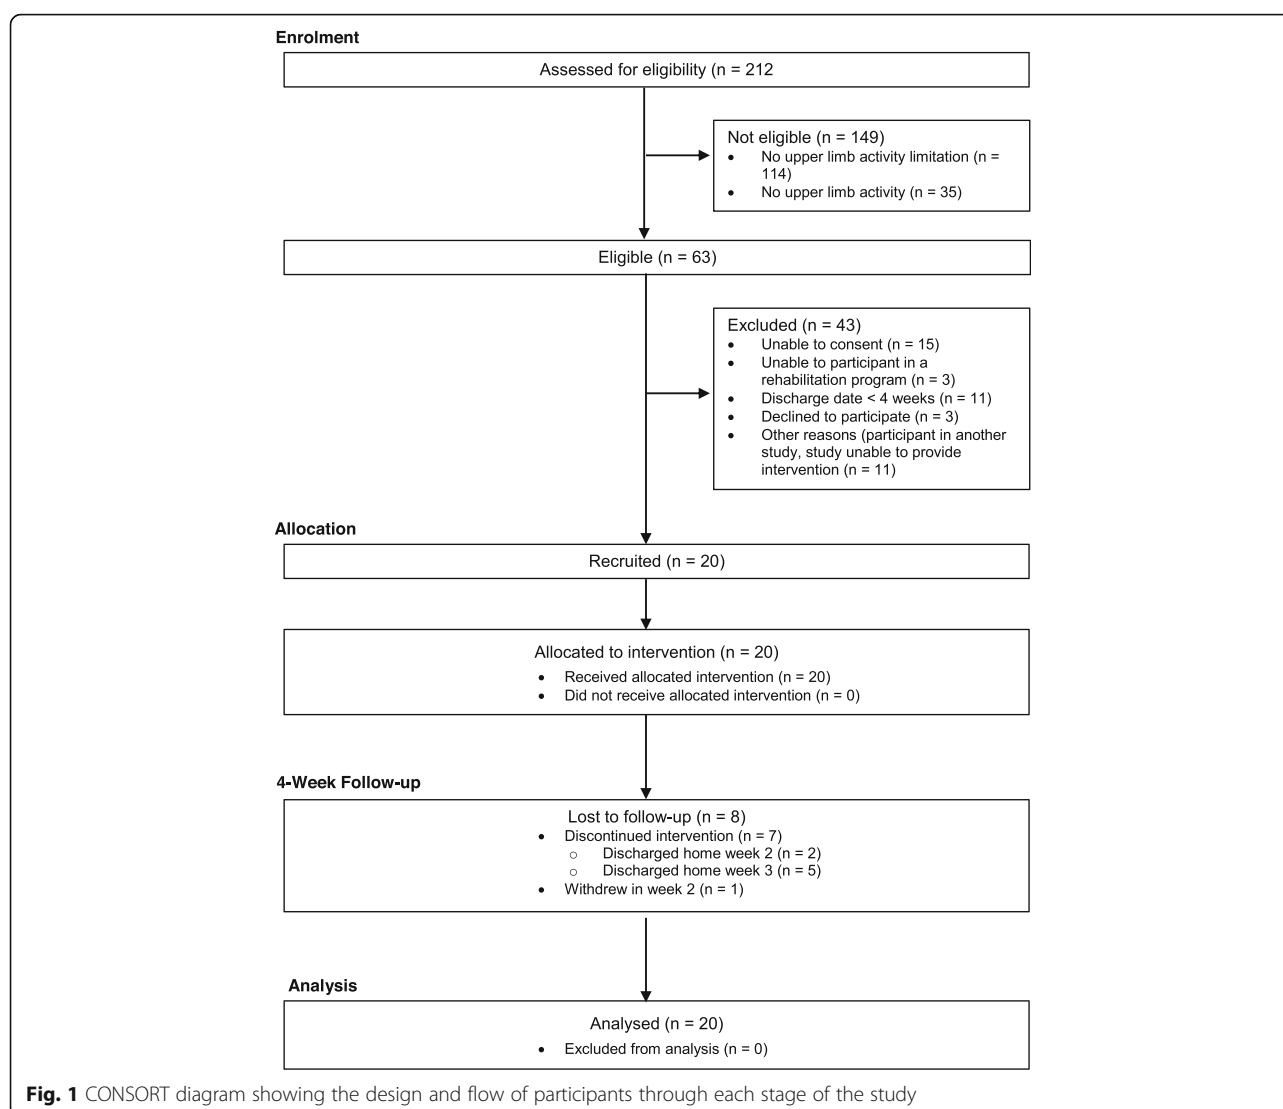 Enrolment
Assessed for eligibility (n = 212
Not eligible (n = 149)
• No upper limb activity limitation (n =
114)
• No upper limb activity (n = 35)
Eligible (n = 63)
Excluded (n = 43)
• Unable to consent (n = 15)
• Unable to participant in a
rehabilitation program (n = 3)
• Discharge date < 4 weeks (n = 11)
• Declined to participate (n = 3)
• Other reasons (participant in another
study, study unable to provide
intervention (n = 11)
Allocation
Recruited (n = 20)
Allocated to intervention (n = 20)
• Received allocated intervention (n = 20)
• Did not receive allocated intervention (n = 0)
4-Week Follow-up
Lost to follow-up (n = 8)
• Discontinued intervention (n = 7)
○ Discharged home week 2 (n = 2)
○ Discharged home week 3 (n = 5)
• Withdrew in week 2 (n = 1)
Analysis
Analysed (n = 20)
• Excluded from analysis (n = 0)
Fig. 1 CONSORT diagram showing the design and flow of participants through each stage of the study